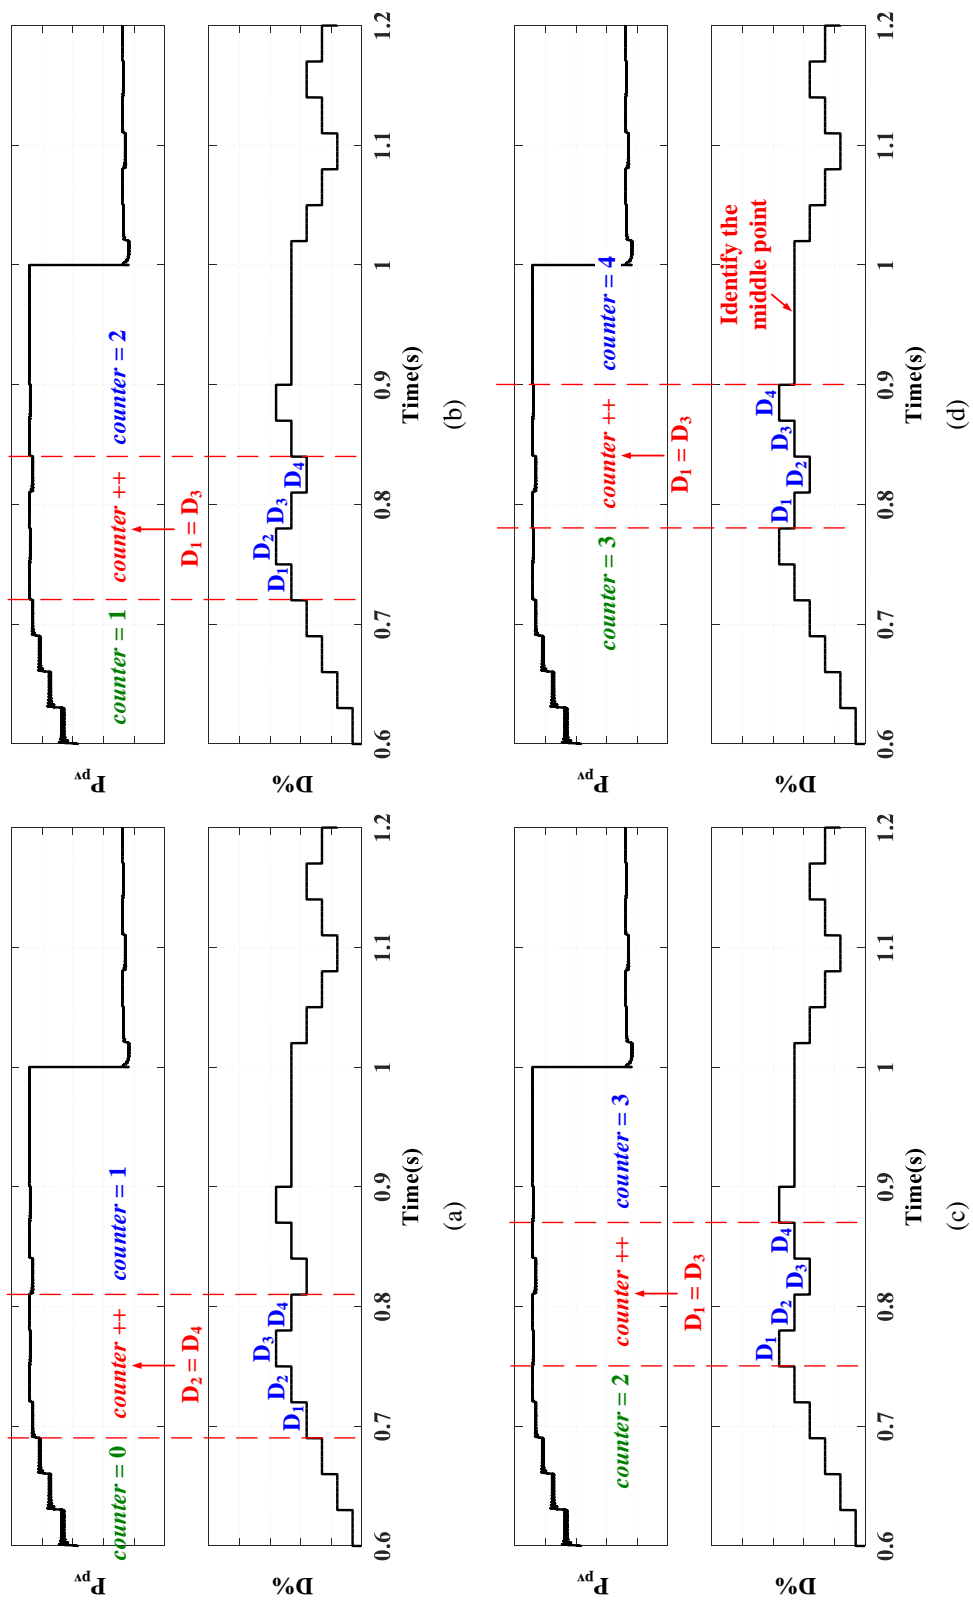 P_pv
counter = 0
counter ++
counter = 1
D₂ = D₄
D%
D₁
D₂
D₃
D₄
0.6 0.7 0.8 0.9 1 1.1 1.2
Time(s)
(a)
P_pv
counter = 1
counter ++
counter = 2
D₁ = D₃
D%
D₁
D₂
D₃
D₄
0.6 0.7 0.8 0.9 1 1.1 1.2
Time(s)
(b)
P_pv
counter = 2
counter ++
counter = 3
D₁ = D₃
D%
D₁
D₂
D₃
D₄
0.6 0.7 0.8 0.9 1 1.1 1.2
Time(s)
(c)
P_pv
counter = 3
counter ++
counter = 4
D₁ = D₃
D%
D₁
D₂
D₃
D₄
Identify the
middle point
0.6 0.7 0.8 0.9 1 1.1 1.2
Time(s)
(d)